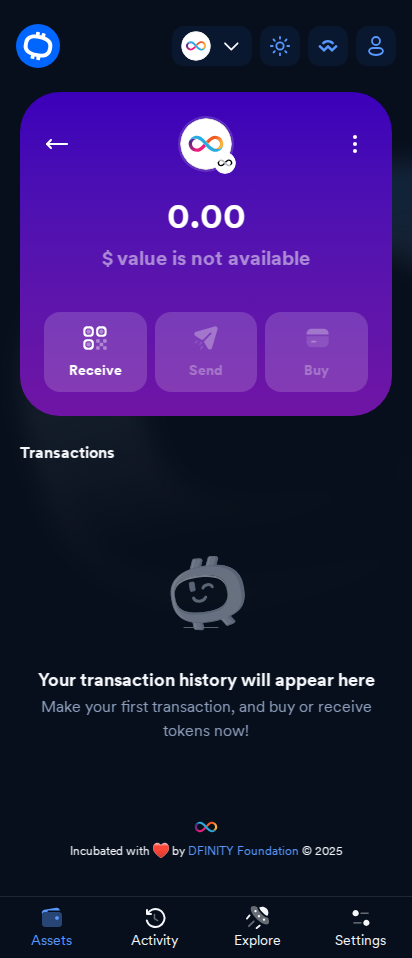 0.00
$ value is not available
Receive
Send
Buy
Transactions
Your transaction history will appear here
Make your first transaction, and buy or receive
tokens now!
Incubated with ❤️ by DFINITY Foundation © 2025
Assets
Activity
Explore
Settings